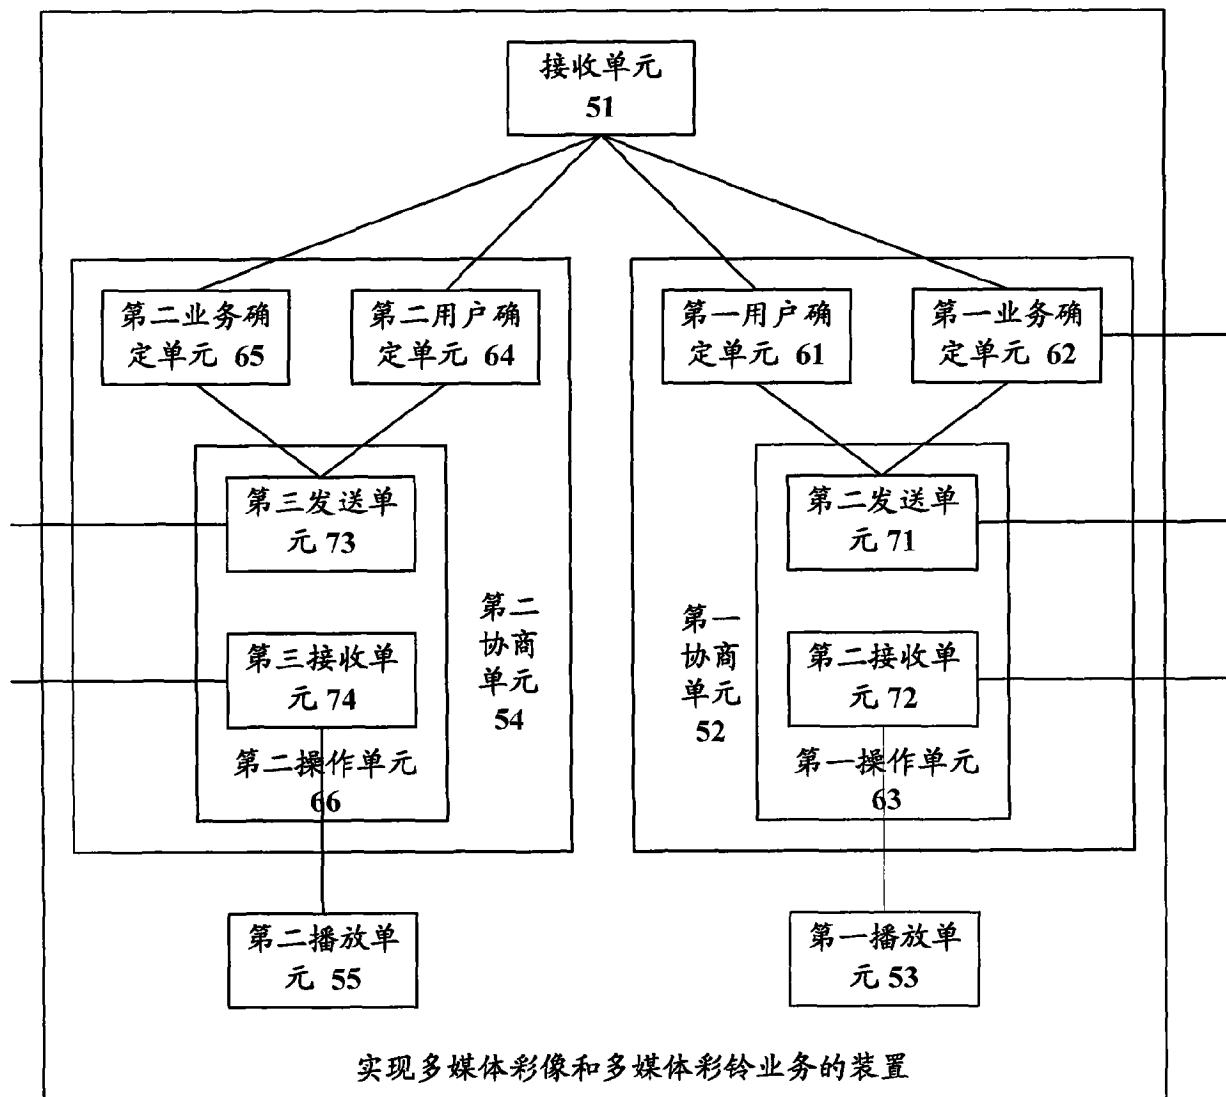 接收单元
51
第二业务确
定单元 65
第二用户确
定单元 64
第一用户确
定单元 61
第一业务确
定单元 62
第三发送单
元 73
第二发送单
元 71
第三接收单
元 74
第二
协商
单元
54
第一
协商
单元
52
第二接收单
元 72
第二操作单元
66
第一操作单元
63
第二播放单
元 55
第一播放单
元 53
实现多媒体彩像和多媒体彩铃业务的装置